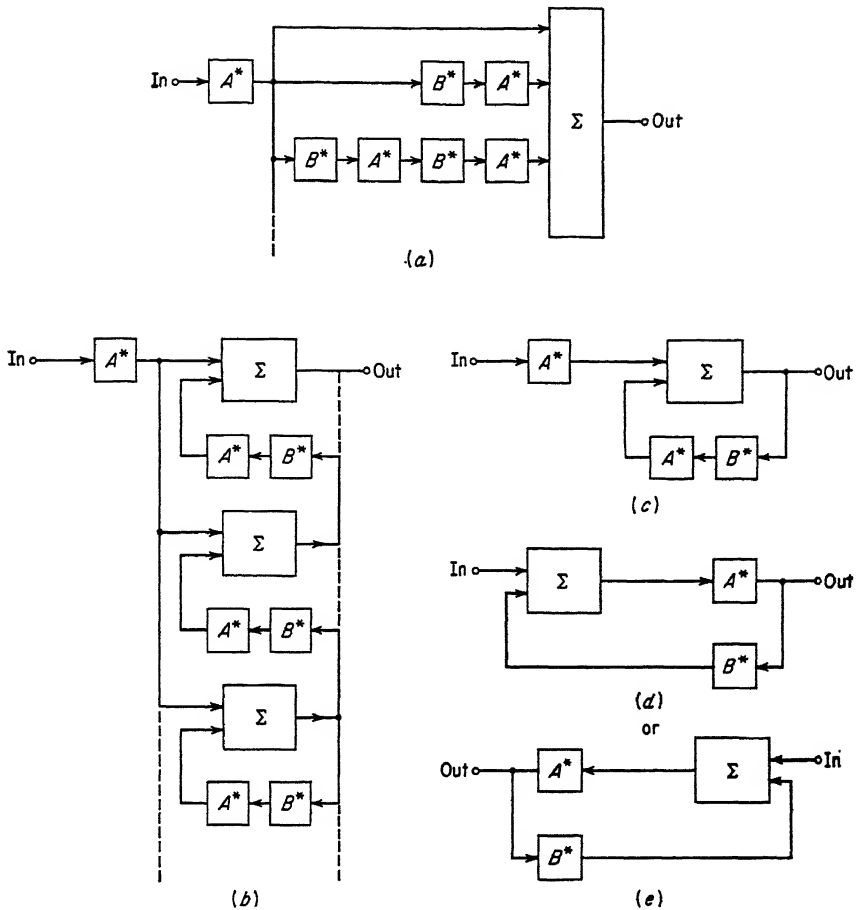 In A* B* A* Σ Out
B* A* B* A*
(a)
In A* Σ Out
A* B*
Σ
A* B*
Σ
A* B*
(b)
In A* Σ Out
A* B*
(c)
In Σ A* Out
B*
(d)
or
Out A* Σ In
B*
(e)